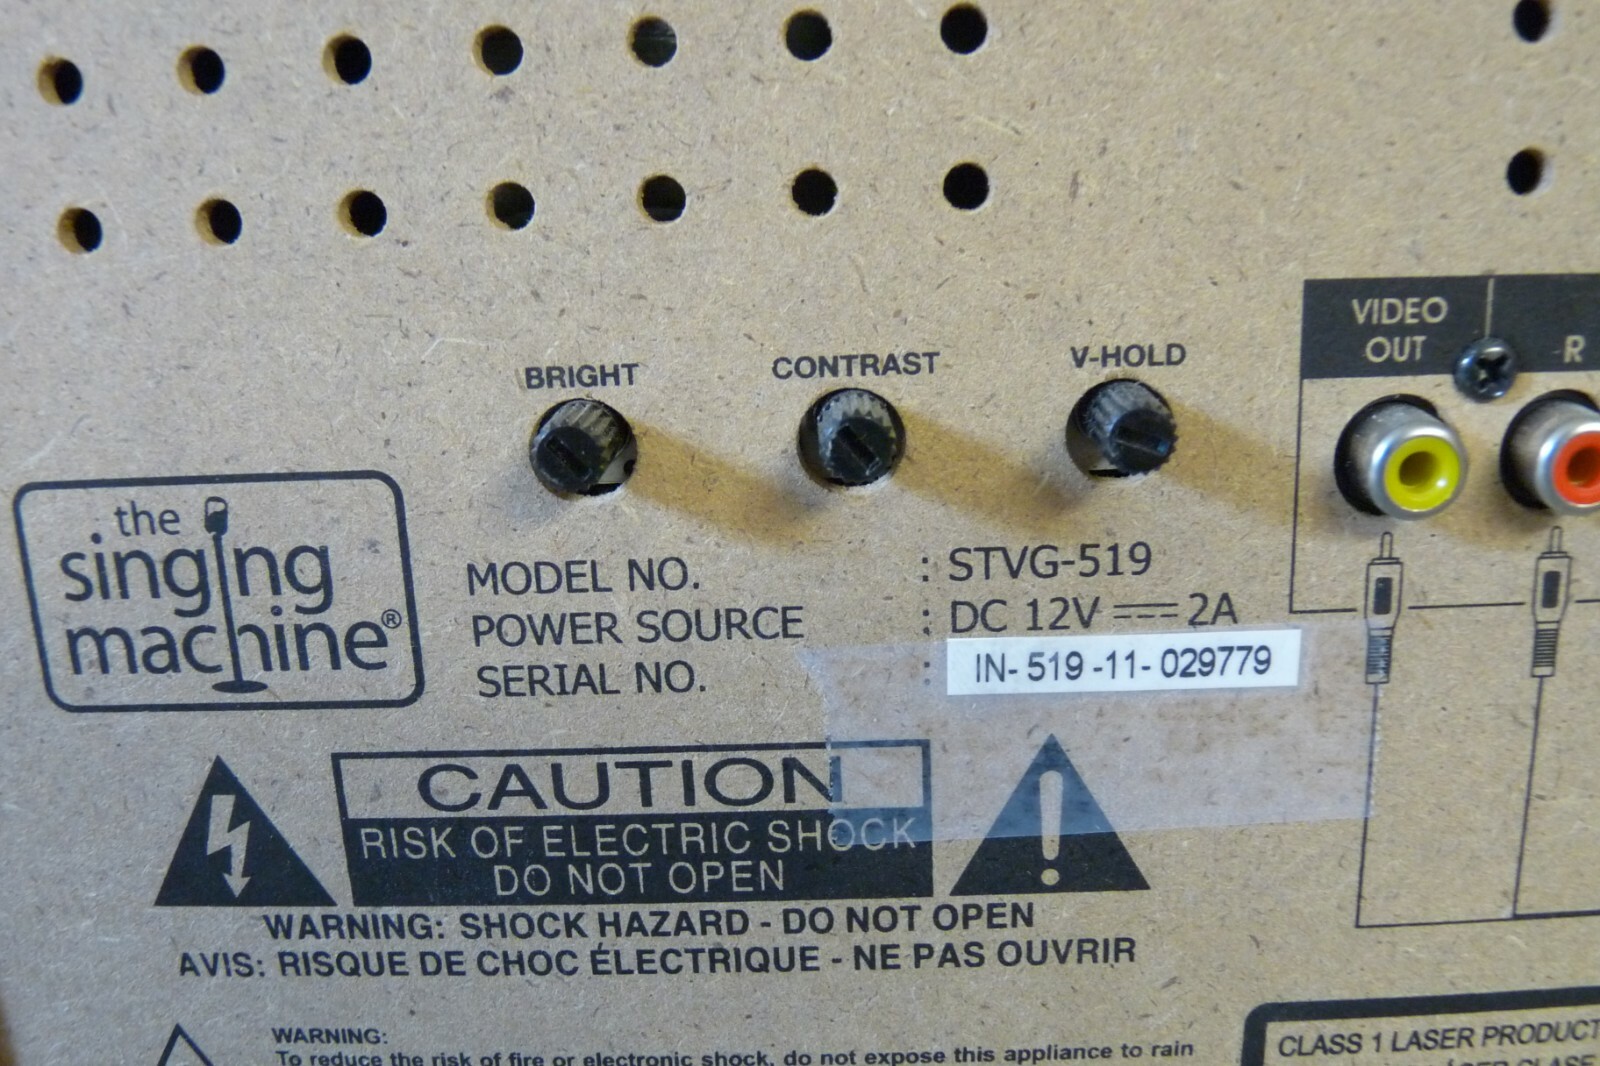 BRIGHT
CONTRAST
V-HOLD
VIDEO
OUT
R
the
singing
machine®
MODEL NO. : STVG-519
POWER SOURCE : DC 12V ⎓ 2A
SERIAL NO. : IN- 519 -11- 029779
CAUTION
RISK OF ELECTRIC SHOCK
DO NOT OPEN
WARNING: SHOCK HAZARD - DO NOT OPEN
AVIS: RISQUE DE CHOC ÉLECTRIQUE - NE PAS OUVRIR
WARNING:
To reduce the risk of fire or electronic shock, do not expose this appliance to rain
CLASS 1 LASER PRODUCT